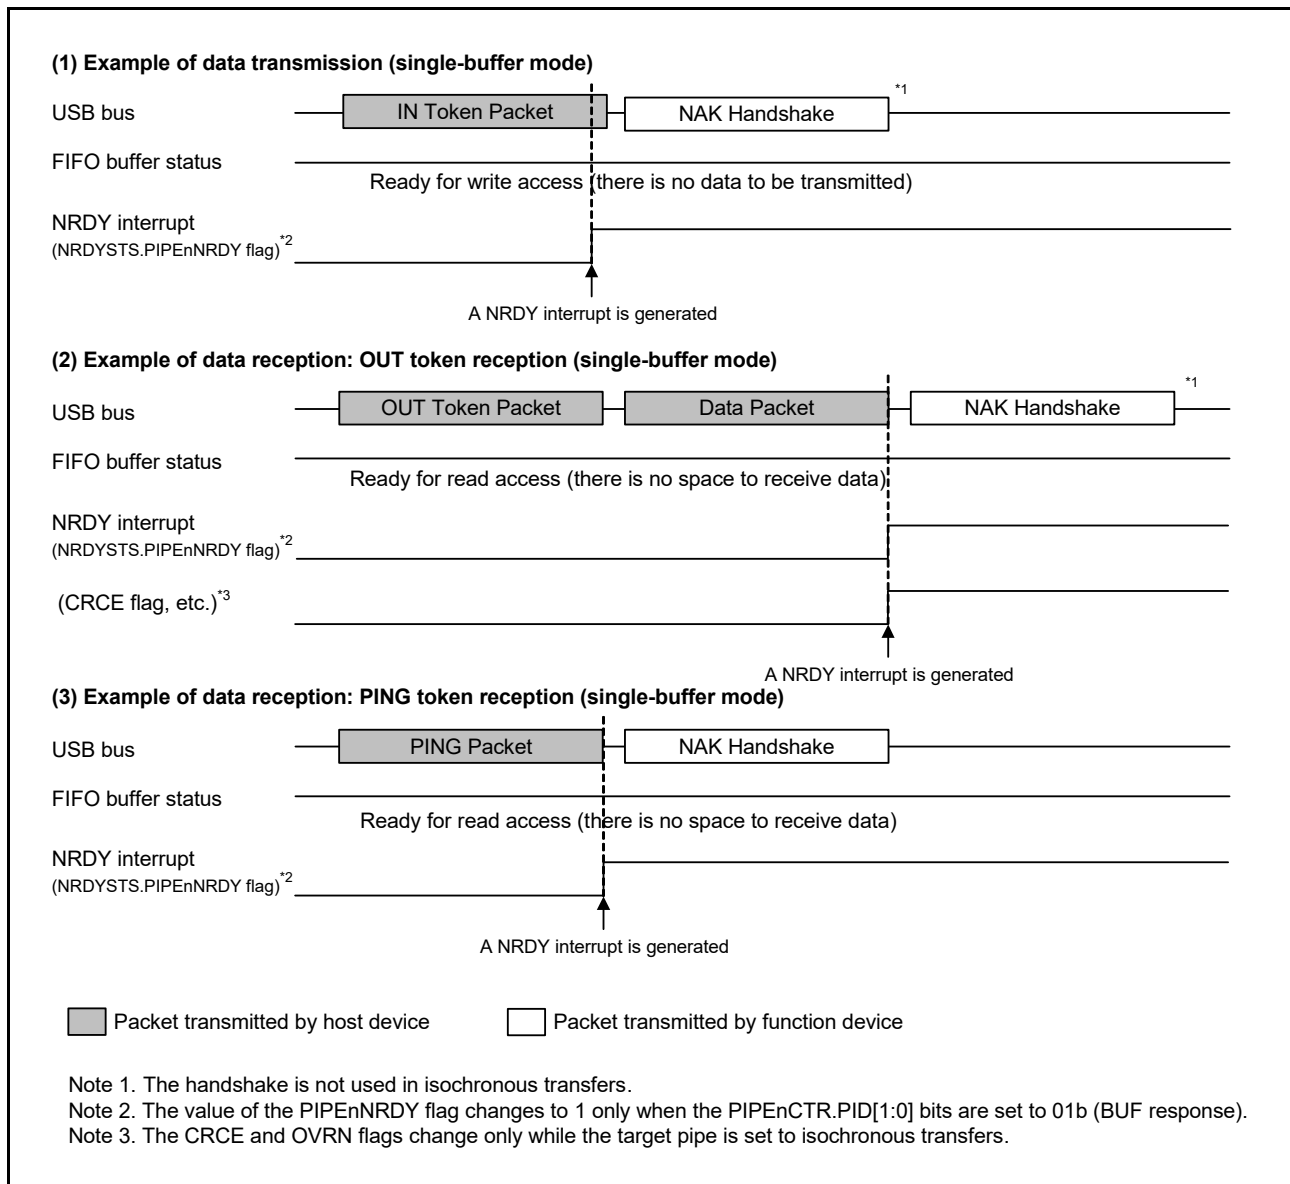 (1) Example of data transmission (single-buffer mode)
USB bus
IN Token Packet
NAK Handshake
*1
FIFO buffer status
Ready for write access (there is no data to be transmitted)
NRDY interrupt
(NRDYSTS.PIPEnNRDY flag)*2
A NRDY interrupt is generated
(2) Example of data reception: OUT token reception (single-buffer mode)
USB bus
OUT Token Packet
Data Packet
NAK Handshake
*1
FIFO buffer status
Ready for read access (there is no space to receive data)
NRDY interrupt
(NRDYSTS.PIPEnNRDY flag)*2
(CRCE flag, etc.)*3
A NRDY interrupt is generated
(3) Example of data reception: PING token reception (single-buffer mode)
USB bus
PING Packet
NAK Handshake
FIFO buffer status
Ready for read access (there is no space to receive data)
NRDY interrupt
(NRDYSTS.PIPEnNRDY flag)*2
A NRDY interrupt is generated
Packet transmitted by host device
Packet transmitted by function device
Note 1. The handshake is not used in isochronous transfers.
Note 2. The value of the PIPEnNRDY flag changes to 1 only when the PIPEnCTR.PID[1:0] bits are set to 01b (BUF response).
Note 3. The CRCE and OVRN flags change only while the target pipe is set to isochronous transfers.